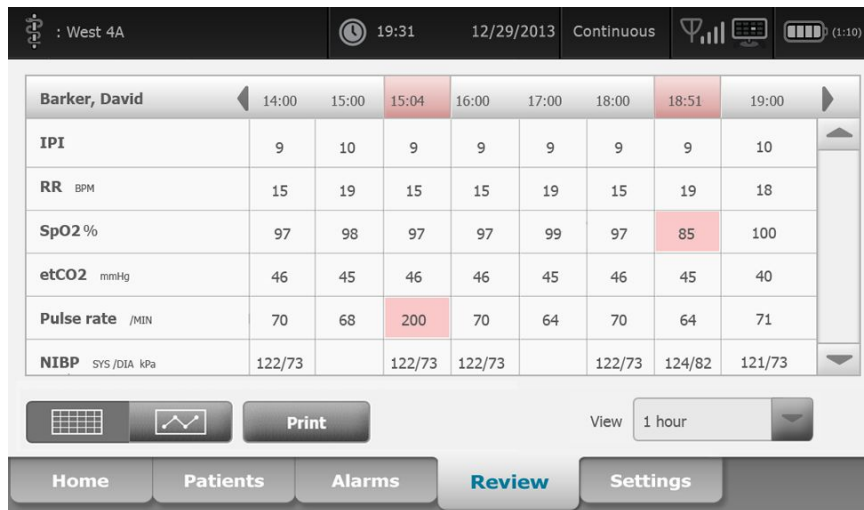 : West 4A 19:31 12/29/2013 Continuous (1:10)
Barker, David 14:00 15:00 15:04 16:00 17:00 18:00 18:51 19:00
IPI 9 10 9 9 9 9 9 10
RR BPM 15 19 15 15 19 15 19 18
SpO2 % 97 98 97 97 99 97 85 100
etCO2 mmHg 46 45 46 46 45 46 45 40
Pulse rate /MIN 70 68 200 70 64 70 64 71
NIBP SYS /DIA kPa 122/73 122/73 122/73 122/73 124/82 121/73
Print View 1 hour
Home Patients Alarms Review Settings